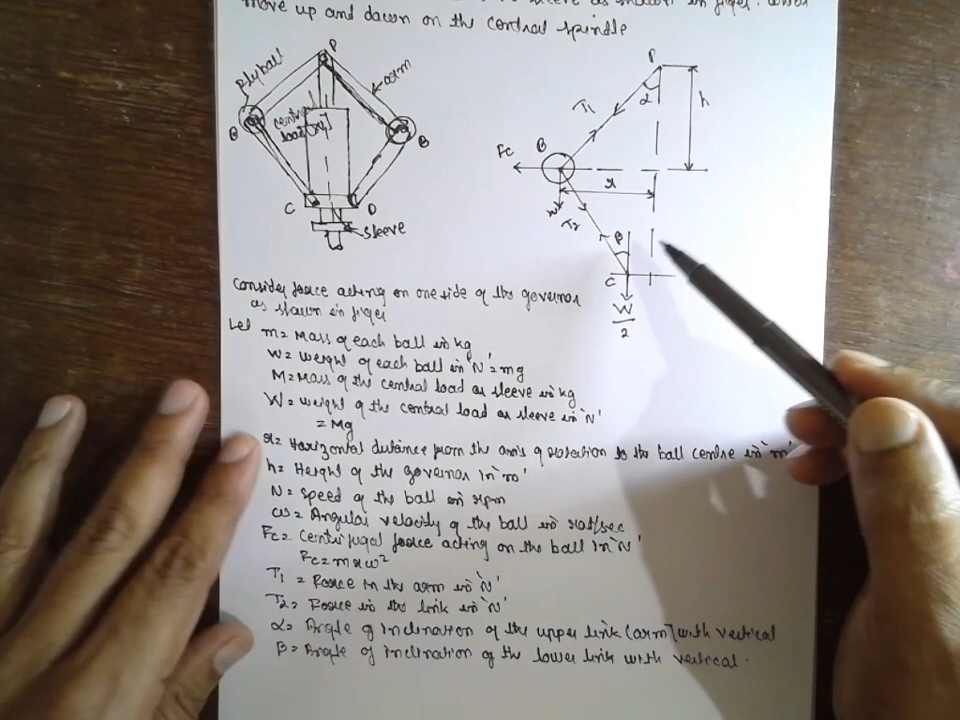 move up and down on the central spindle
P
Fly ball
arm
central
load
B
B
C
D
sleeve
P
α
h
T1
B
Fc
r
w
T2
β
C
W
2
Consider force acting on one side of the governor
as shown in figer
Let m = Mass of each ball in kg
w = weight of each ball in 'N' = mg
M = Mass of the central load or sleeve in kg
W = weight of the central load or sleeve in 'N'
= Mg
r = Horizontal distance from the axis of rotation to the ball centre in 'm'
h = Height of the governor in 'm'
N = speed of the ball in rpm
ω = Angular velocity of the ball in rad/sec
Fc = Centrifugal force acting on the ball in 'N'
Fc = mrω²
T1 = Force in the arm in 'N'
T2 = Force in the link in 'N'
α = Angle of inclination of the upper link (arm) with vertical
β = Angle of inclination of the lower link with vertical.